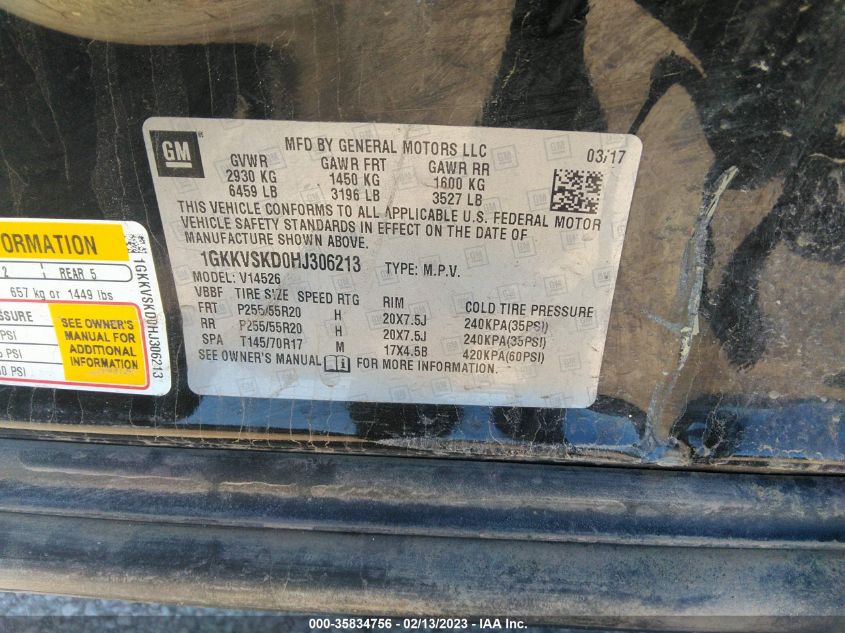 GM
MFD BY GENERAL MOTORS LLC
03/17
GVWR GAWR FRT GAWR RR
2930 KG 1450 KG 1600 KG
6459 LB 3196 LB 3527 LB
THIS VEHICLE CONFORMS TO ALL APPLICABLE U.S. FEDERAL MOTOR
VEHICLE SAFETY STANDARDS IN EFFECT ON THE DATE OF
MANUFACTURE SHOWN ABOVE.
1GKKVSKD0HJ306213 TYPE: M.P.V.
MODEL: V14526
VBBF TIRE SIZE SPEED RTG RIM COLD TIRE PRESSURE
FRT P255/55R20 H 20X7.5J 240KPA(35PSI)
RR P255/55R20 H 20X7.5J 240KPA(35PSI)
SPA T145/70R17 M 17X4.5B 420KPA(60PSI)
SEE OWNER'S MANUAL FOR MORE INFORMATION.
ORMATION
2 REAR 5
657 kg or 1449 lbs
SEE OWNER'S
MANUAL FOR
ADDITIONAL
INFORMATION
PSI
PSI
0 PSI
1GKKVSKD0HJ306213
000-35834756 - 02/13/2023 - IAA Inc.